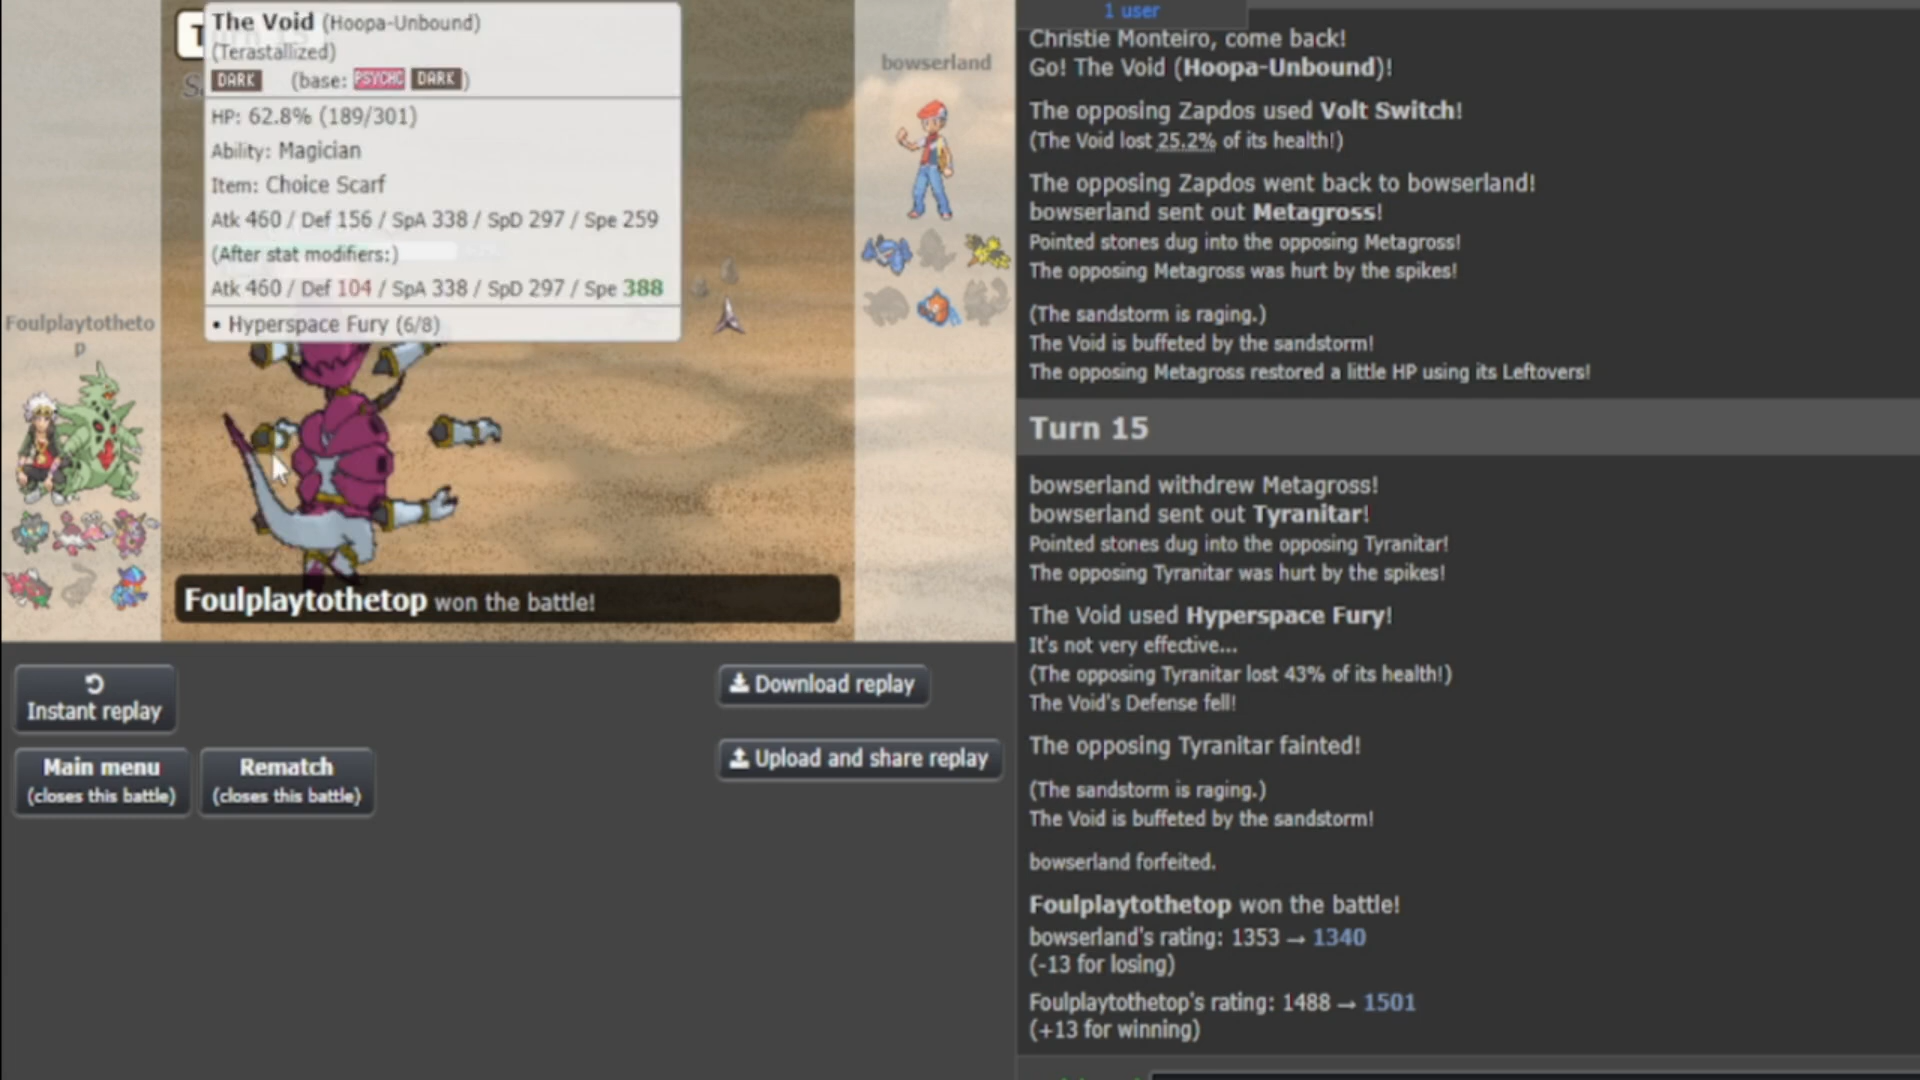 The Void (Hoopa-Unbound)
(Terastallized)
DARK (base: PSYCHC DARK)
HP: 62.8% (189/301)
Ability: Magician
Item: Choice Scarf
Atk 460 / Def 156 / SpA 338 / SpD 297 / Spe 259
(After stat modifiers:)
Atk 460 / Def 104 / SpA 338 / SpD 297 / Spe 388
• Hyperspace Fury (6/8)
bowserland
Foulplaytotheto
p
Foulplaytothetop won the battle!
Instant replay
Download replay
Upload and share replay
Main menu
(closes this battle)
Rematch
(closes this battle)
1 user
Christie Monteiro, come back!
Go! The Void (Hoopa-Unbound)!
The opposing Zapdos used Volt Switch!
(The Void lost 25.2% of its health!)
The opposing Zapdos went back to bowserland!
bowserland sent out Metagross!
Pointed stones dug into the opposing Metagross!
The opposing Metagross was hurt by the spikes!
(The sandstorm is raging.)
The Void is buffeted by the sandstorm!
The opposing Metagross restored a little HP using its Leftovers!
Turn 15
bowserland withdrew Metagross!
bowserland sent out Tyranitar!
Pointed stones dug into the opposing Tyranitar!
The opposing Tyranitar was hurt by the spikes!
The Void used Hyperspace Fury!
It's not very effective...
(The opposing Tyranitar lost 43% of its health!)
The Void's Defense fell!
The opposing Tyranitar fainted!
(The sandstorm is raging.)
The Void is buffeted by the sandstorm!
bowserland forfeited.
Foulplaytothetop won the battle!
bowserland's rating: 1353 → 1340
(-13 for losing)
Foulplaytothetop's rating: 1488 → 1501
(+13 for winning)